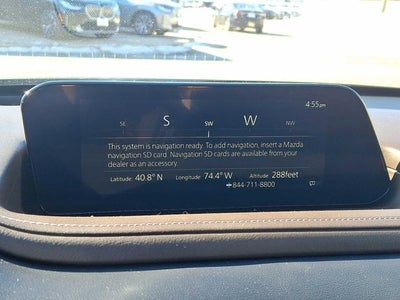 4:55pm
SE S SW W NW
This system is navigation ready. To add navigation, insert a Mazda
navigation SD card. Navigation SD cards are available from your
dealer as an accessory.
Latitude: 40.8° N Longitude: 74.4° W Altitude: 288feet
844-711-8800